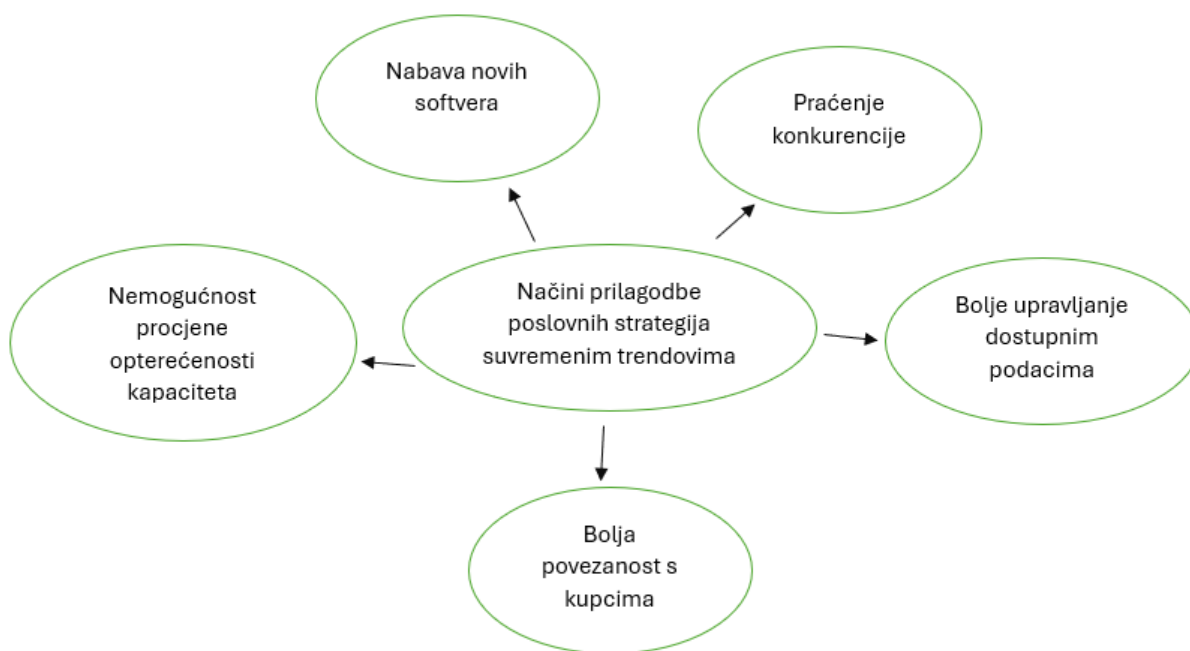 Nabava novih
softvera
Praćenje
konkurencije
Nemogućnost
procjene
opterećenosti
kapaciteta
Načini prilagodbe
poslovnih strategija
suvremenim trendovima
Bolje upravljanje
dostupnim
podacima
Bolja
povezanost s
kupcima